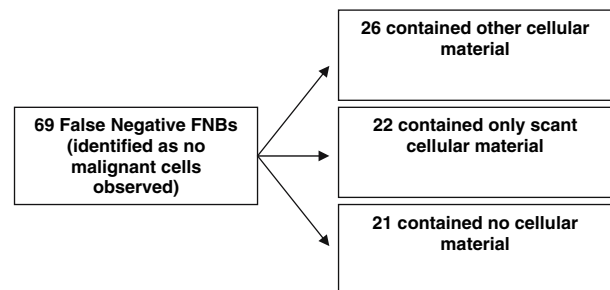 26 contained other cellular
material
69 False Negative FNBs
(identified as no
malignant cells
observed)
22 contained only scant
cellular material
21 contained no cellular
material